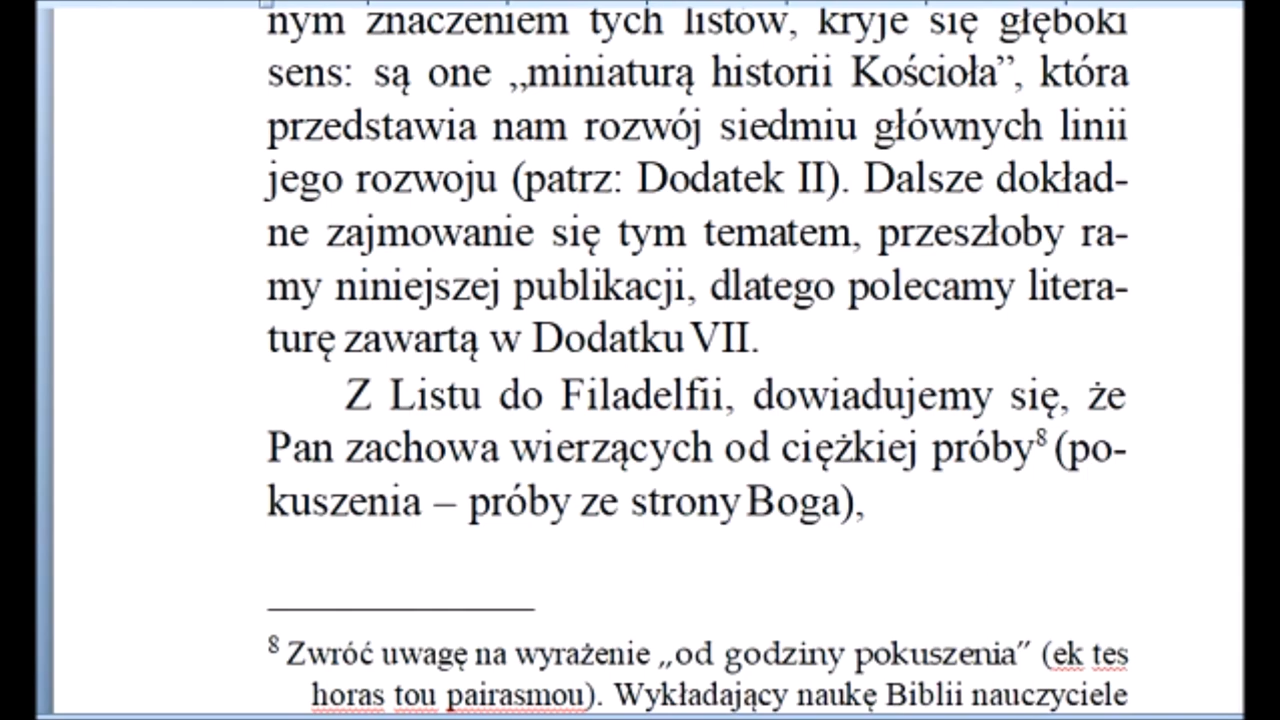 nym znaczeniem tych listów, kryje się głęboki
sens: są one „miniaturą historii Kościoła”, która
przedstawia nam rozwój siedmiu głównych linii
jego rozwoju (patrz: Dodatek II). Dalsze dokład-
ne zajmowanie się tym tematem, przeszłoby ra-
my niniejszej publikacji, dlatego polecamy litera-
turę zawartą w Dodatku VII.
Z Listu do Filadelfii, dowiadujemy się, że
Pan zachowa wierzących od ciężkiej próby⁸ (po-
kuszenia – próby ze strony Boga),
⁸ Zwróć uwagę na wyrażenie „od godziny pokuszenia” (ek tes
horas tou pairasmou). Wykładający naukę Biblii nauczyciele